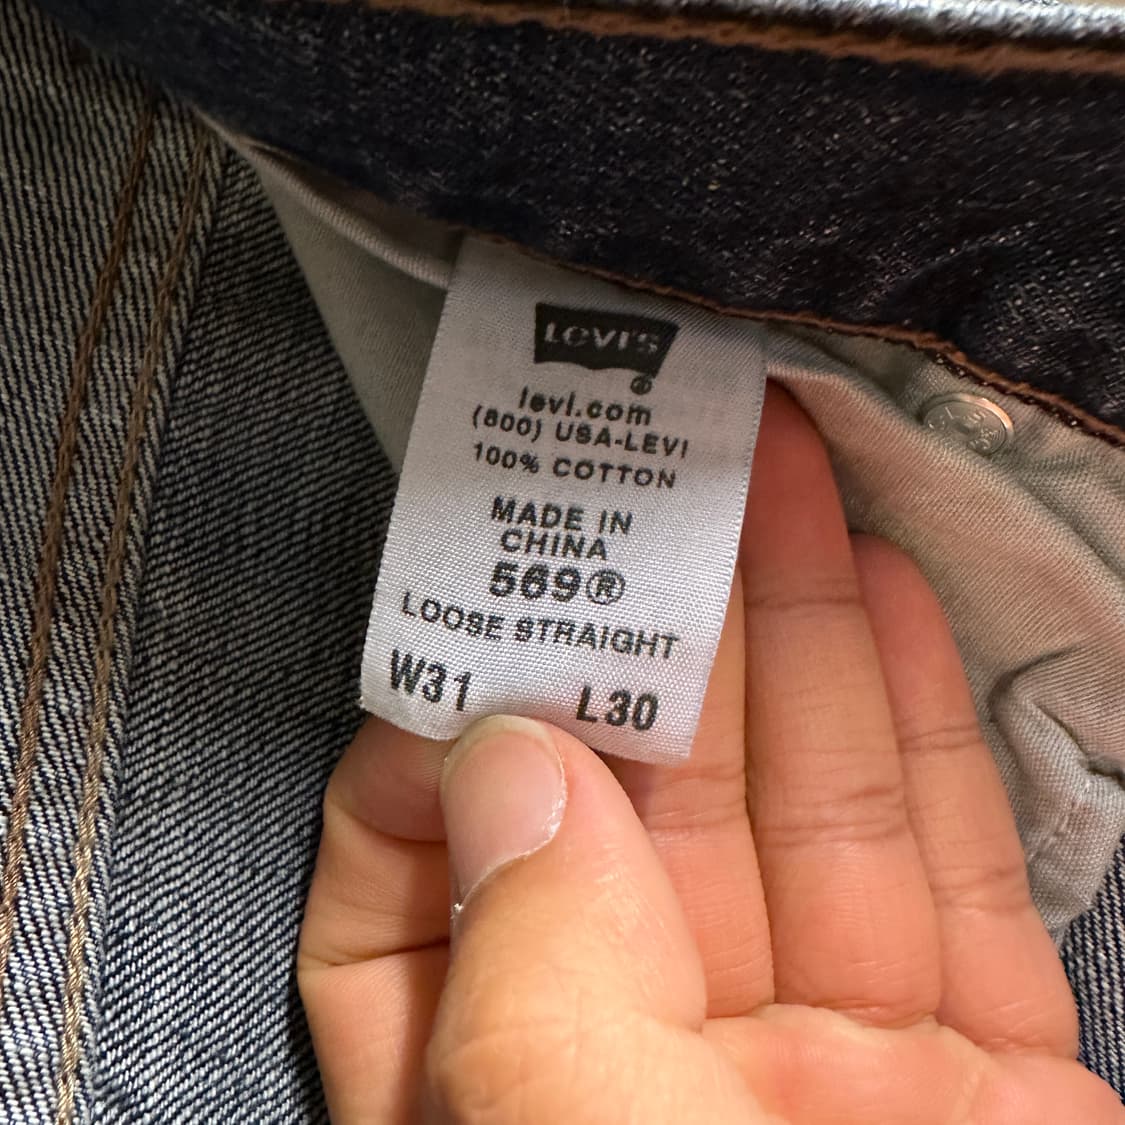 LEVI'S
®
levi.com
(800) USA-LEVI
100% COTTON
MADE IN
CHINA
569®
LOOSE STRAIGHT
W31
L30